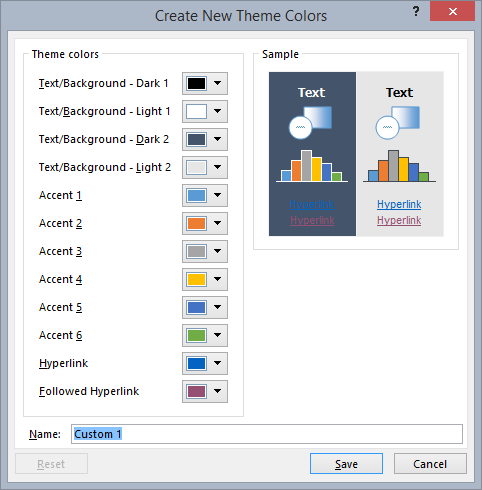 Create New Theme Colors
?
Theme colors
Text/Background - Dark 1
Text/Background - Light 1
Text/Background - Dark 2
Text/Background - Light 2
Accent 1
Accent 2
Accent 3
Accent 4
Accent 5
Accent 6
Hyperlink
Followed Hyperlink
Sample
Text Text
Hyperlink Hyperlink
Hyperlink Hyperlink
Name: Custom 1
Reset Save Cancel